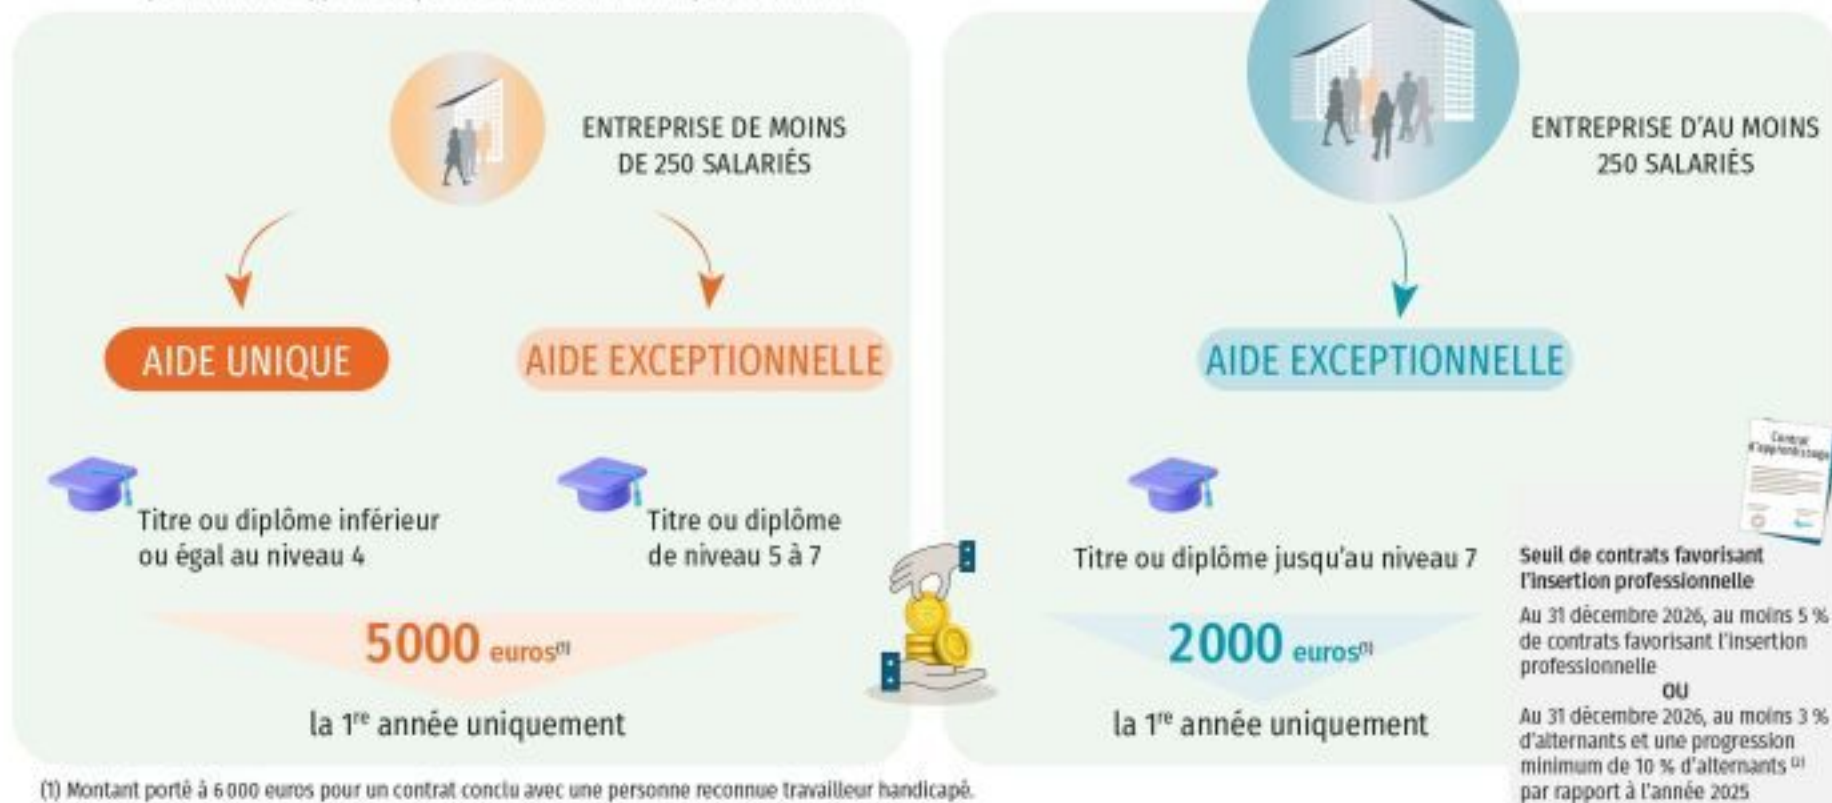 ENTREPRISE DE MOINS
DE 250 SALARIÉS
AIDE UNIQUE
AIDE EXCEPTIONNELLE
Titre ou diplôme inférieur
ou égal au niveau 4
Titre ou diplôme
de niveau 5 à 7
5000 euros(1)
la 1re année uniquement
ENTREPRISE D'AU MOINS
250 SALARIÉS
AIDE EXCEPTIONNELLE
Titre ou diplôme jusqu'au niveau 7
2000 euros(1)
la 1re année uniquement
Contrat
d'apprentissage
Seuil de contrats favorisant
l'insertion professionnelle
Au 31 décembre 2026, au moins 5 %
de contrats favorisant l'insertion
professionnelle
OU
Au 31 décembre 2026, au moins 3 %
d'alternants et une progression
minimum de 10 % d'alternants (2)
par rapport à l'année 2025
(1) Montant porté à 6 000 euros pour un contrat conclu avec une personne reconnue travailleur handicapé.